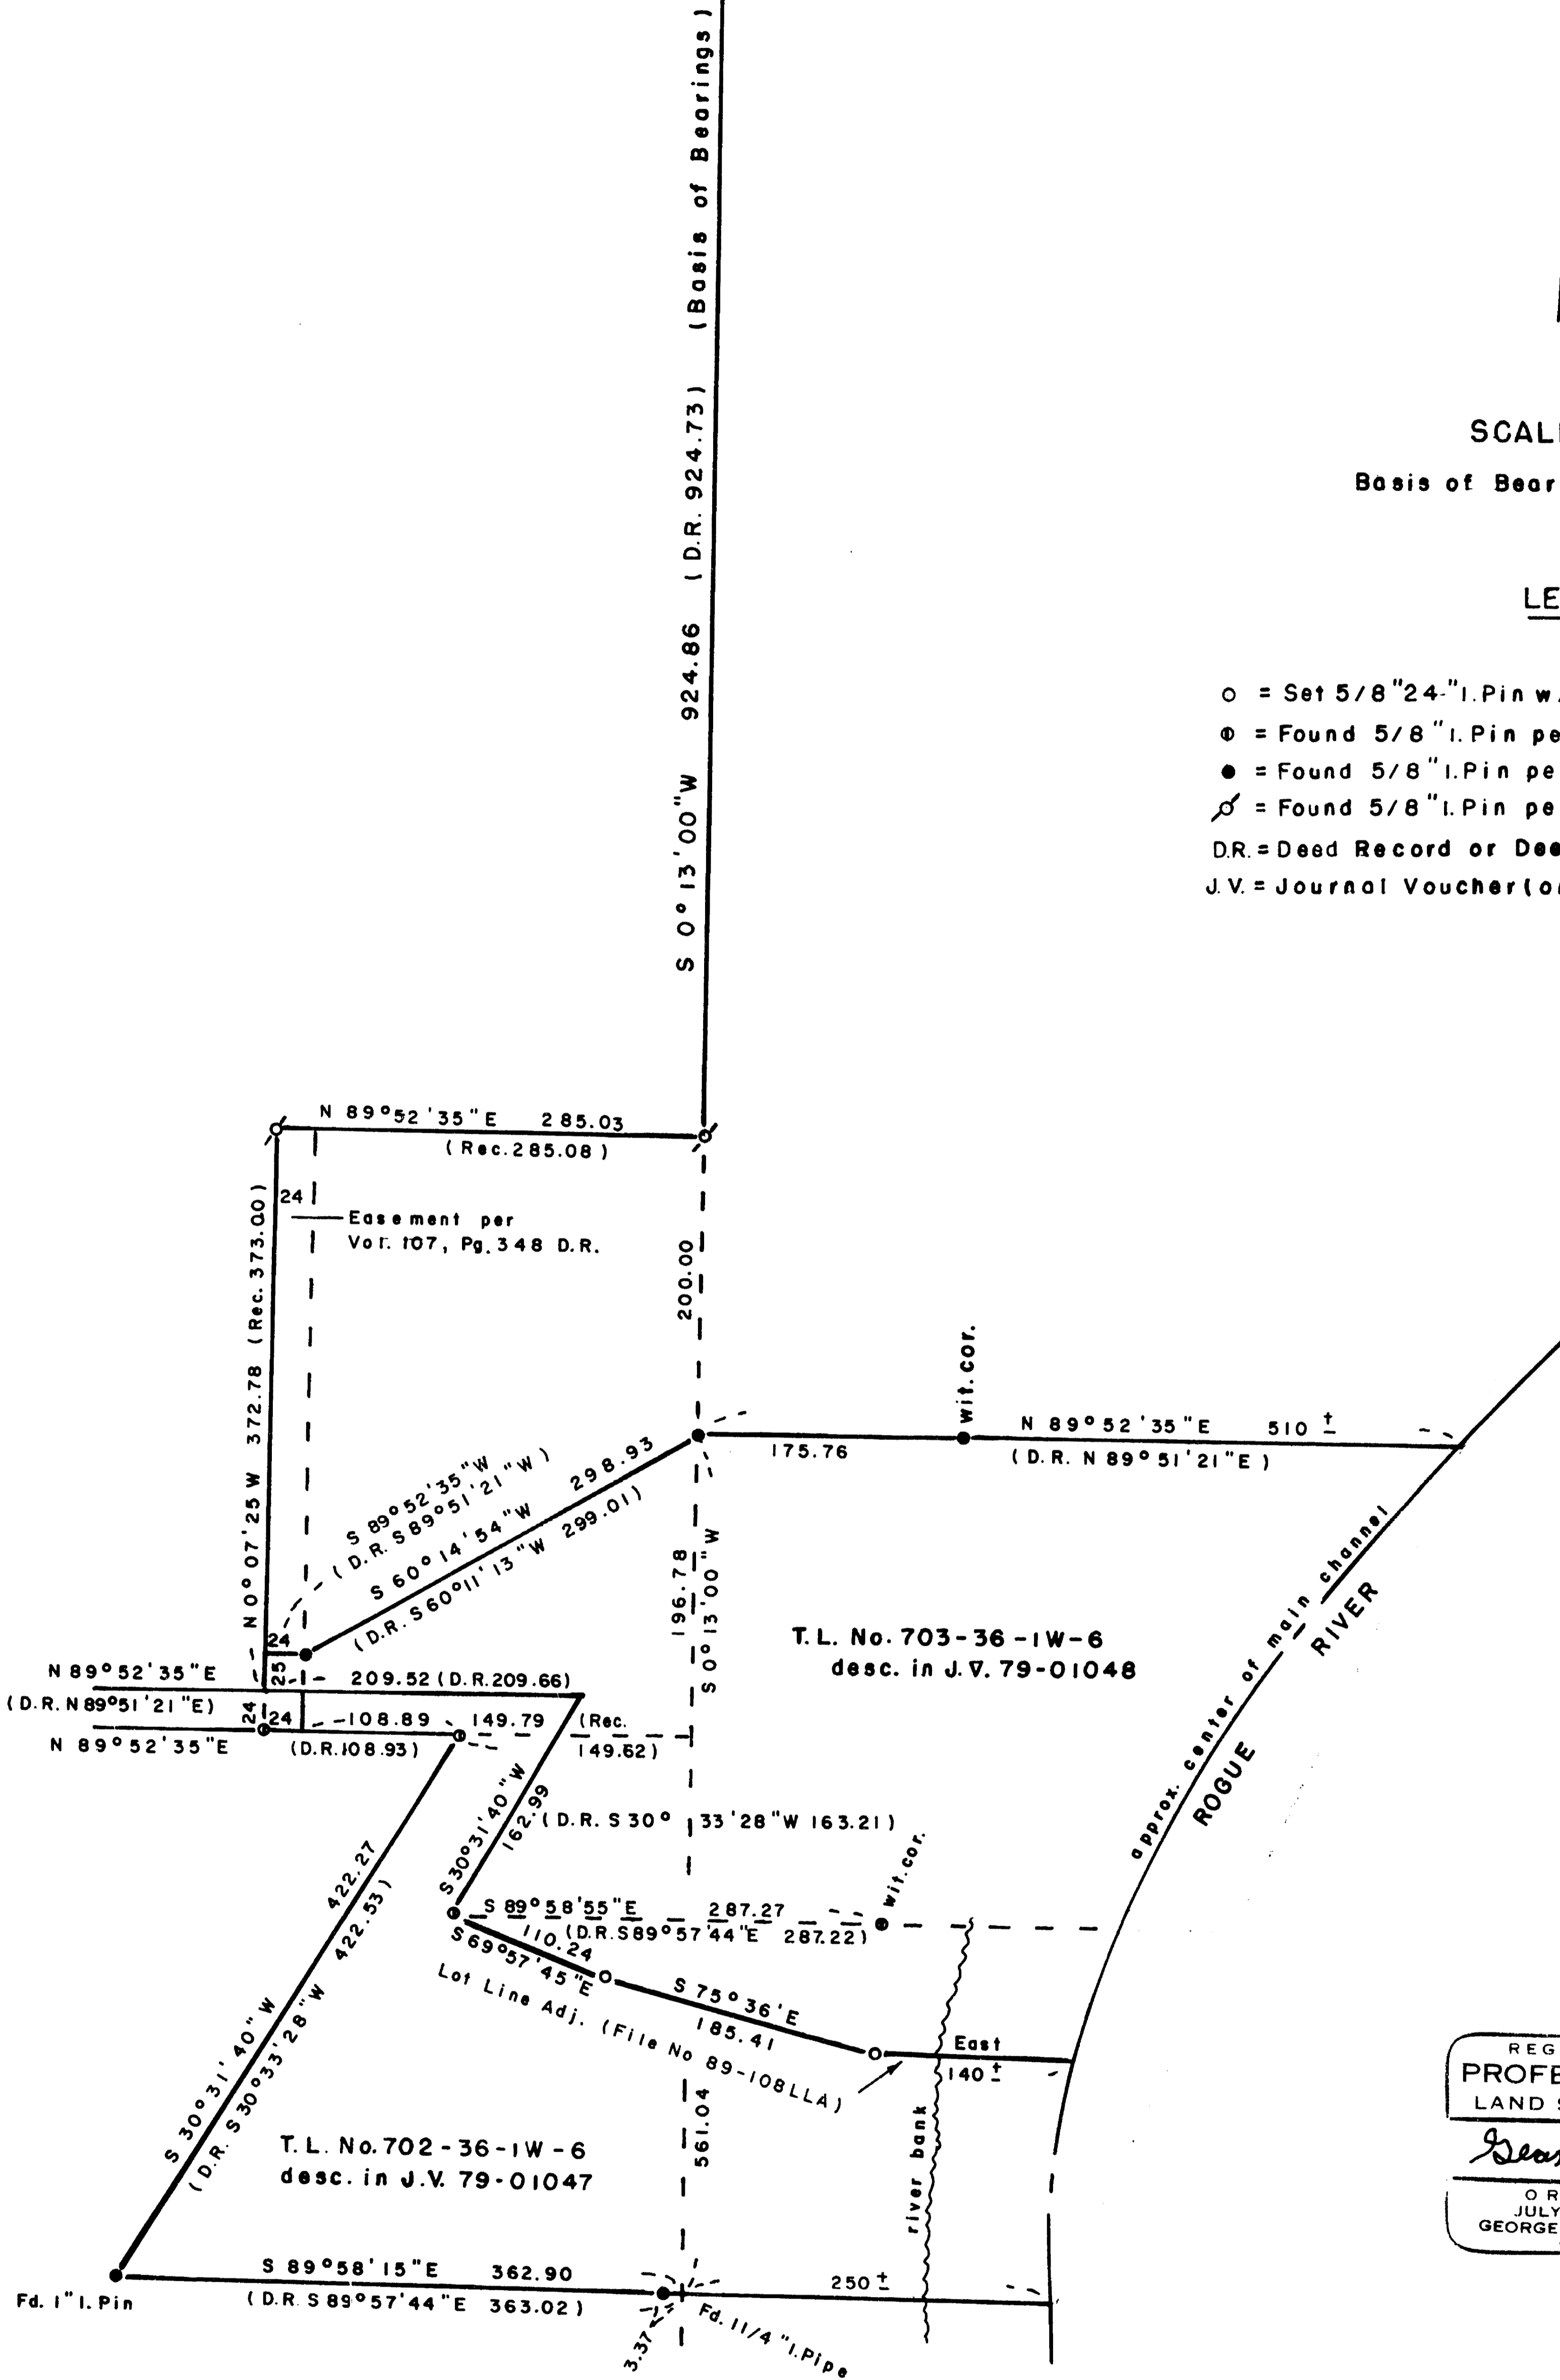 (Basis of Bearings)
S 0°13'00"W 924.86 (D.R. 924.73)
SCAL
Basis of Bear
LE
= Set 5/8"24-"I.Pin w.
= Found 5/8"I.Pin pe
= Found 5/8"I.Pin pe
= Found 5/8"I.Pin pe
D.R. = Deed Record or Dee
J.V. = Journal Voucher(o
N 89°52'35"E 285.03
(Rec.285.08)
24
Easement per
Vol. 107, Pg. 348 D.R.
N 0°07'25 W 372.78 (Rec. 373.00)
200.00
wit.cor.
N 89°52'35"E 510 ±
175.76
(D.R. N 89°51'21"E)
S 89°52'35"W
(D.R. S 89°51'21"W)
S 60°14'54"W 298.93
(D.R. S 60°11'13"W 299.01)
196.78
S 0°13'00"W
approx. center of main channel
ROGUE RIVER
T.L. No. 703-36-1W-6
desc. in J.V. 79-01048
24
25
N 89°52'35"E
209.52 (D.R.209.66)
(D.R. N 89°51'21"E)
24
24
108.89
149.79
(Rec.
149.62)
N 89°52'35"E
(D.R.108.93)
S 30°31'40"W
162.99
(D.R. S 30° 33'28"W 163.21)
422.27
S 30°31'40"W
(D.R. S 30°33'28"W 422.53)
wit.cor.
S 89°58'55"E 287.27
(D.R.S89°57'44"E 287.22)
110.24
S 69°57'45"E
S 75°36'E
185.41
Lot Line Adj. (File No 89-108LLA)
East
140 ±
river bank
561.04
T.L. No. 702-36-1W-6
desc. in J.V. 79-01047
REG
PROFE
LAND S
Geo
OR
JULY
GEORGE
S 89°58'15"E 362.90
250 ±
Fd. 1" I. Pin
(D.R. S 89°57'44"E 363.02)
3.37
Fd. 1 1/4 "I.Pipe